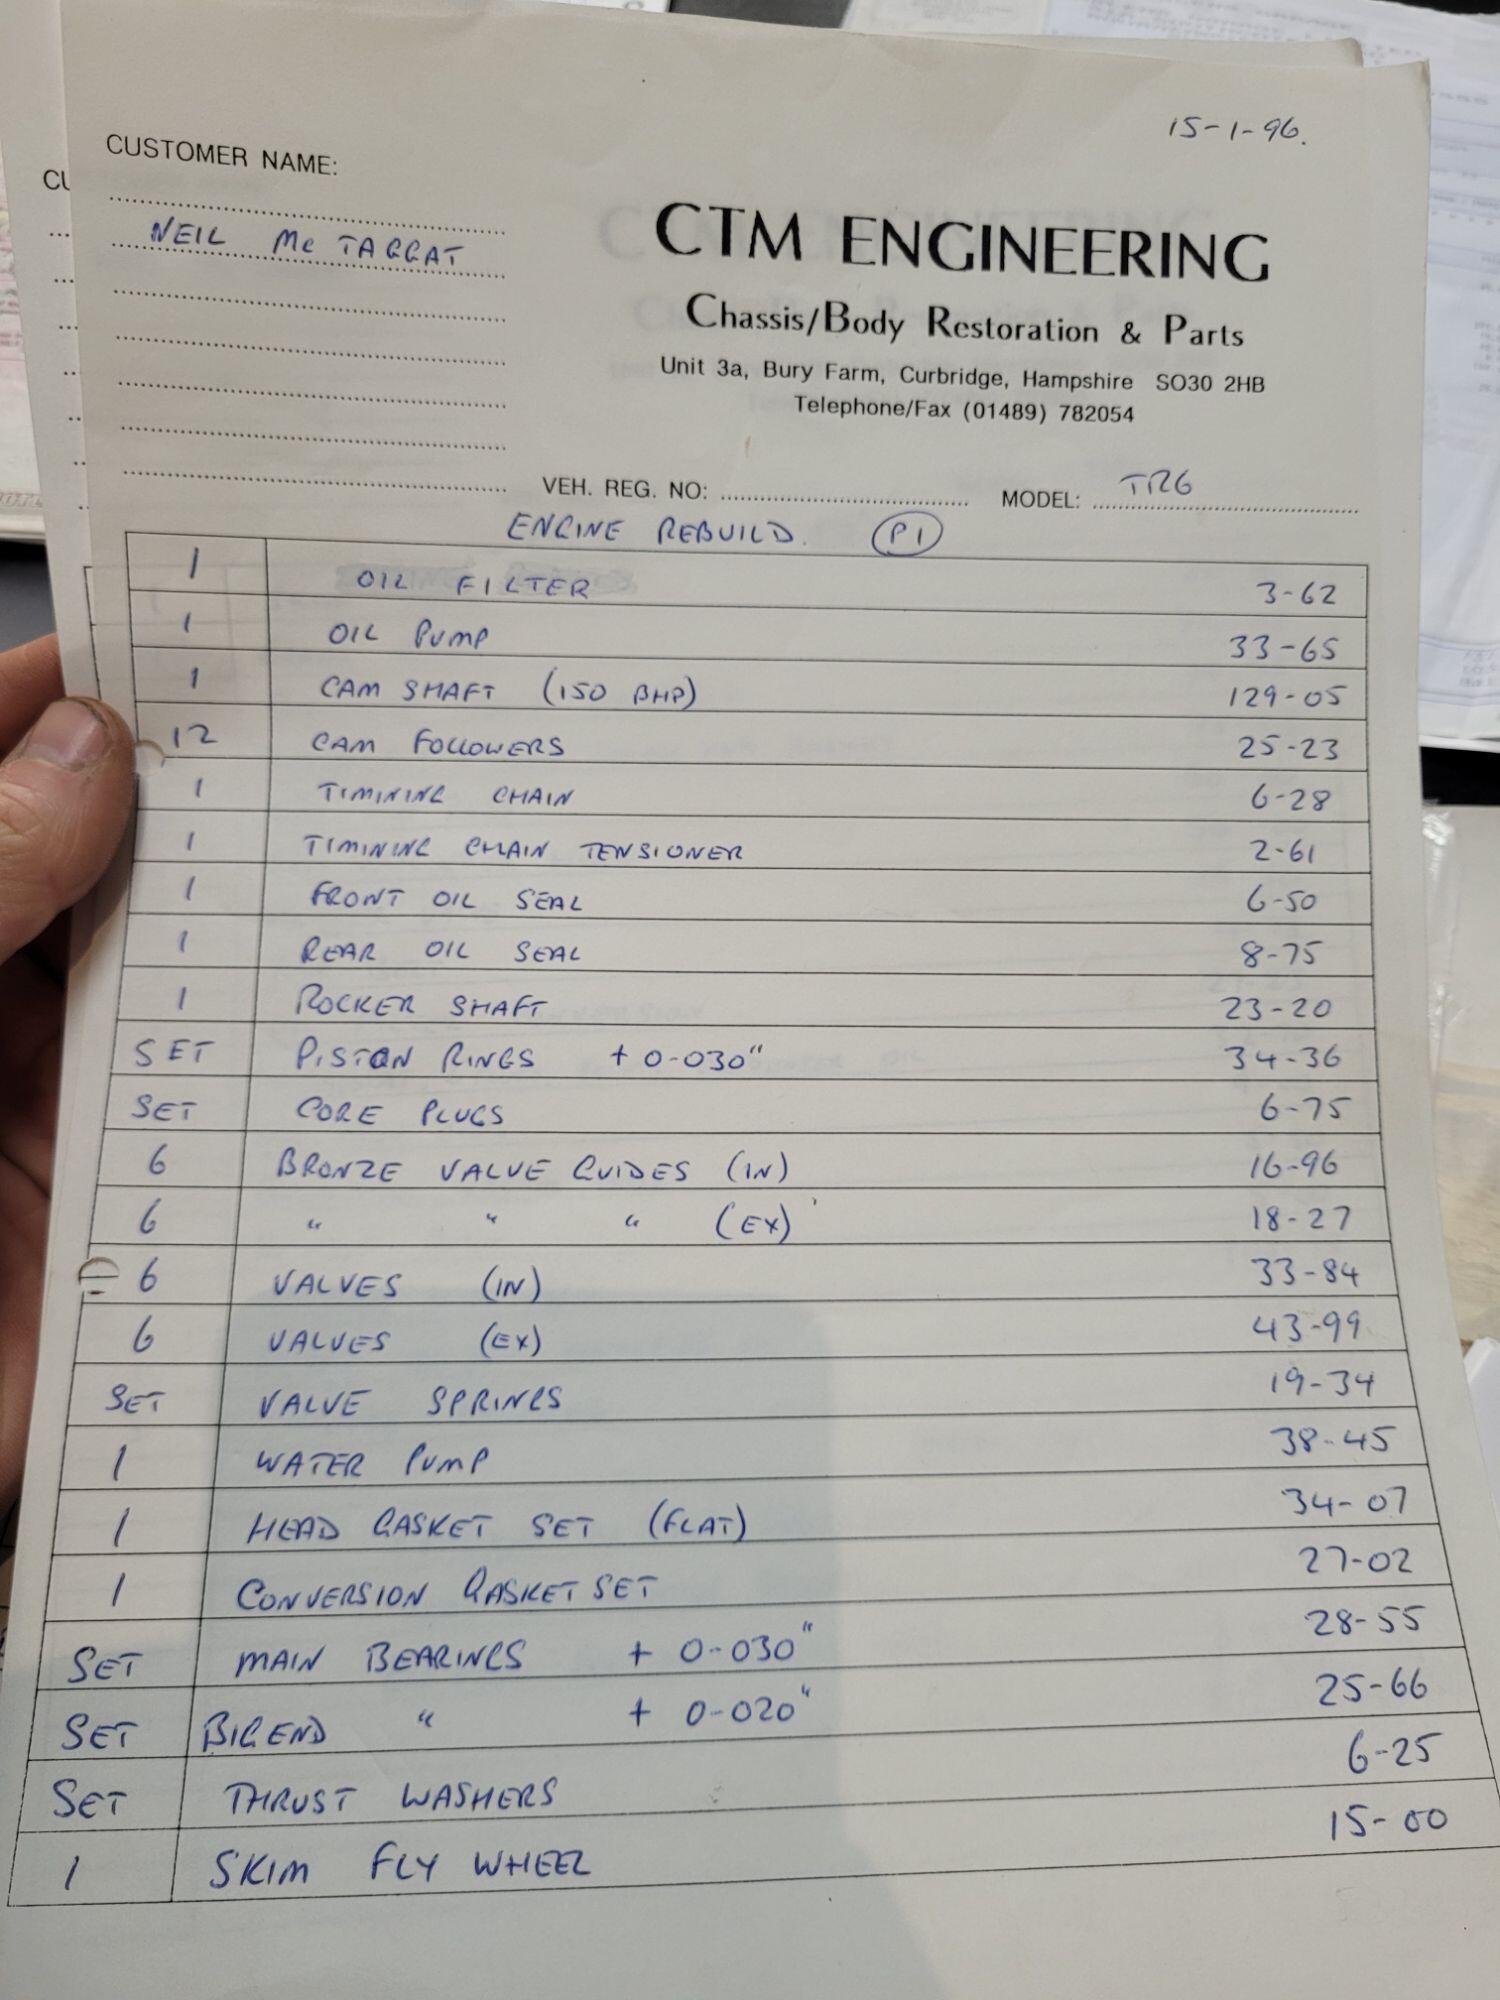 15-1-96.
CUSTOMER NAME:
NEIL Mc TAGGAT
CTM ENGINEERING
Chassis/Body Restoration & Parts
Unit 3a, Bury Farm, Curbridge, Hampshire SO30 2HB
Telephone/Fax (01489) 782054
VEH. REG. NO: MODEL: TR6
ENGINE REBUILD. P1
1 OIL FILTER 3-62
1 OIL PUMP 33-65
1 CAM SHAFT (150 BHP) 129-05
12 CAM FOLLOWERS 25-23
1 TIMINING CHAIN 6-28
1 TIMINING CHAIN TENSIONER 2-61
1 FRONT OIL SEAL 6-50
1 REAR OIL SEAL 8-75
1 ROCKER SHAFT 23-20
SET PISTON RINGS + 0-030" 34-36
SET CORE PLUGS 6-75
6 BRONZE VALVE GUIDES (IN) 16-96
6 " " " (EX) 18-27
6 VALVES (IN) 33-84
6 VALVES (EX) 43-99
SET VALVE SPRINGS 19-34
1 WATER PUMP 38-45
1 HEAD GASKET SET (FLAT) 34-07
1 CONVERSION GASKET SET 27-02
SET MAIN BEARINGS + 0-030" 28-55
SET BIG END " + 0-020" 25-66
SET THRUST WASHERS 6-25
1 SKIM FLY WHEEL 15-00